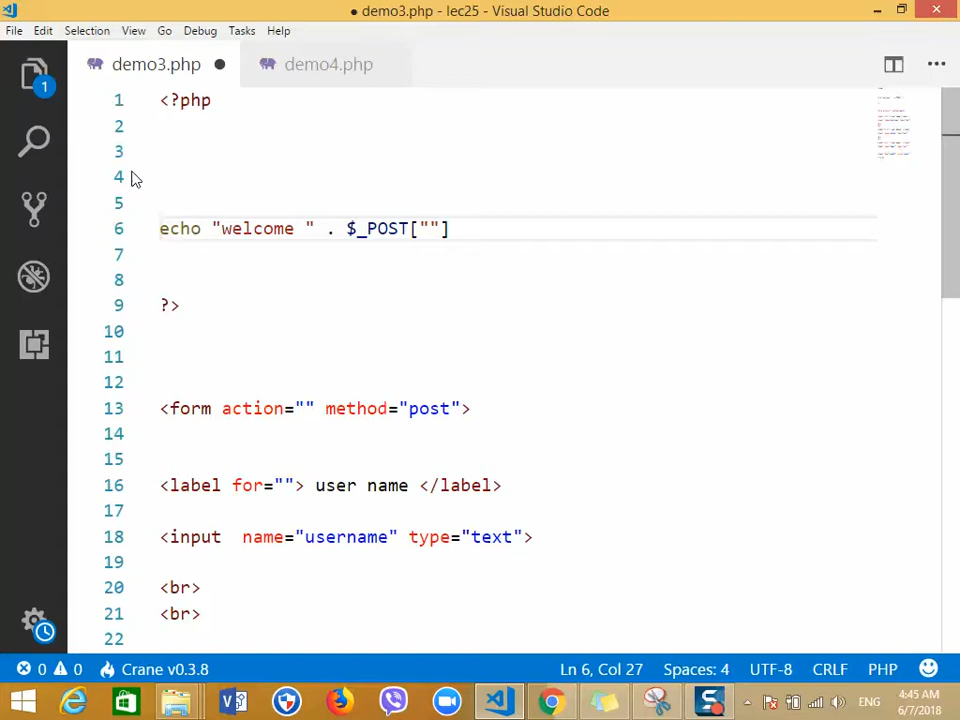 ● demo3.php - lec25 - Visual Studio Code
File Edit Selection View Go Debug Tasks Help
demo3.php ● demo4.php
1
1 <?php
2
3
4
5
6 echo "welcome " . $_POST[""]
7
8
9 ?>
10
11
12
13 <form action="" method="post">
14
15
16 <label for=""> user name </label>
17
18 <input  name="username" type="text">
19
20 <br>
21 <br>
22
0 0 Crane v0.3.8 Ln 6, Col 27 Spaces: 4 UTF-8 CRLF PHP
ENG 4:45 AM
6/7/2018